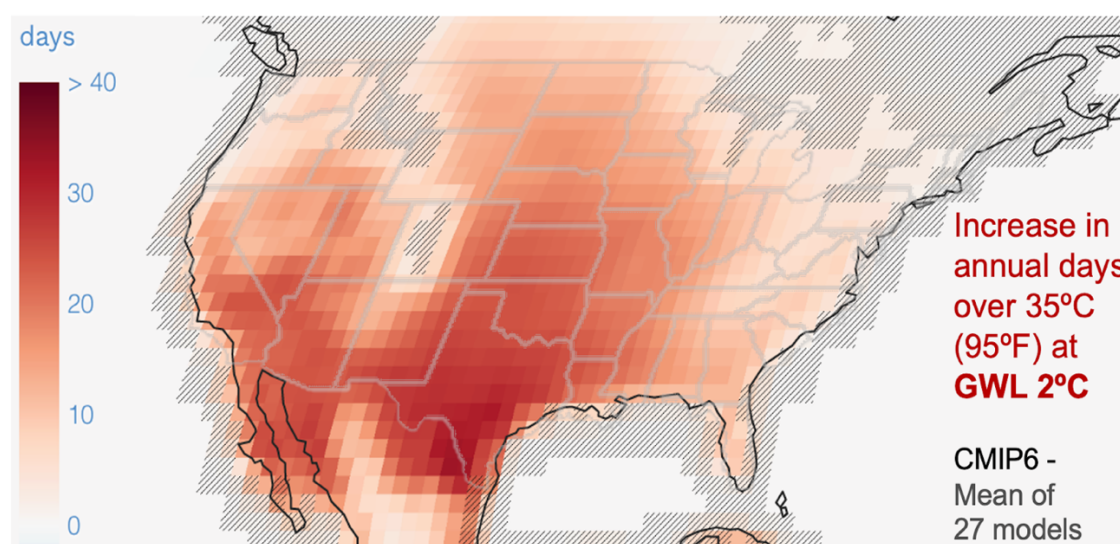 days
> 40
30
20
10
0
Increase in
annual days
over 35ºC
(95ºF) at
GWL 2ºC
CMIP6 -
Mean of
27 models